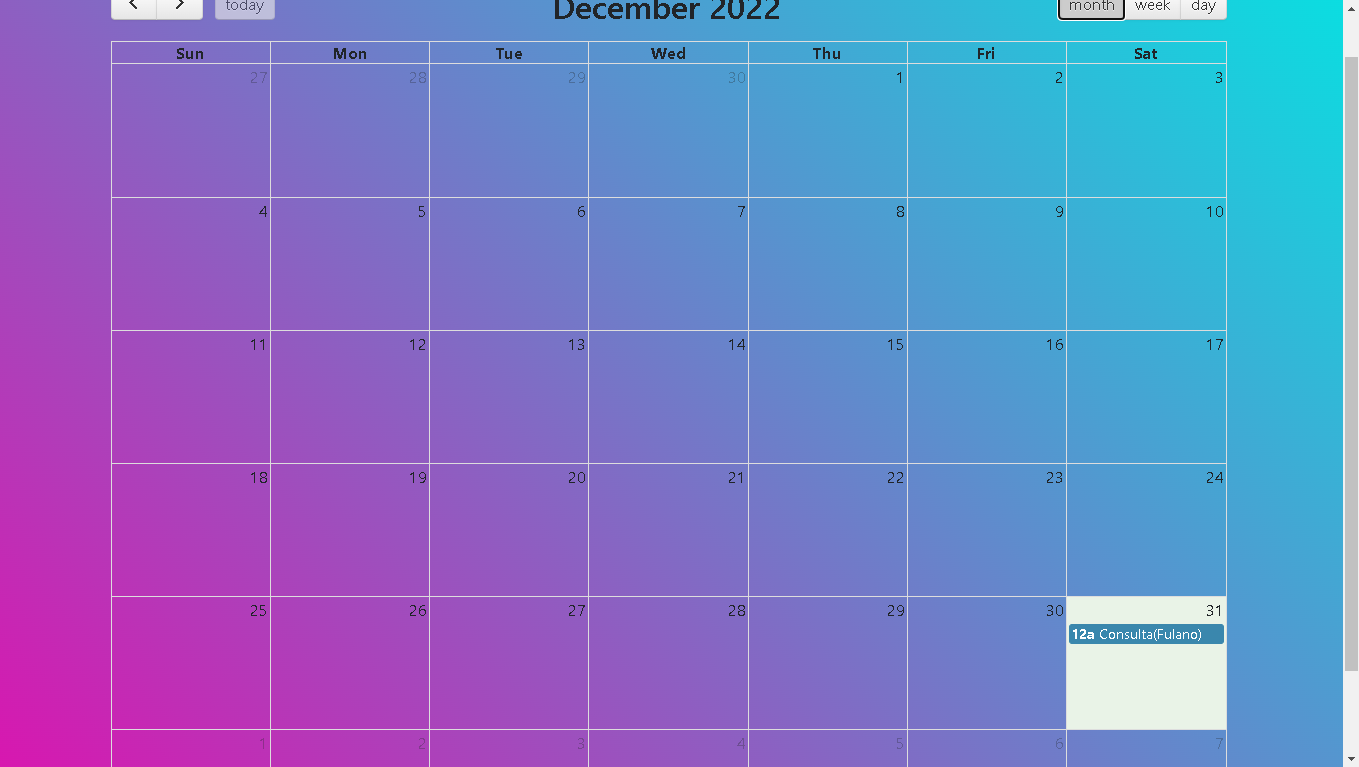 today December 2022 month week day
Sun Mon Tue Wed Thu Fri Sat
27 28 29 30 1 2 3
4 5 6 7 8 9 10
11 12 13 14 15 16 17
18 19 20 21 22 23 24
25 26 27 28 29 30 31
12a Consulta(Fulano)
1 2 3 4 5 6 7